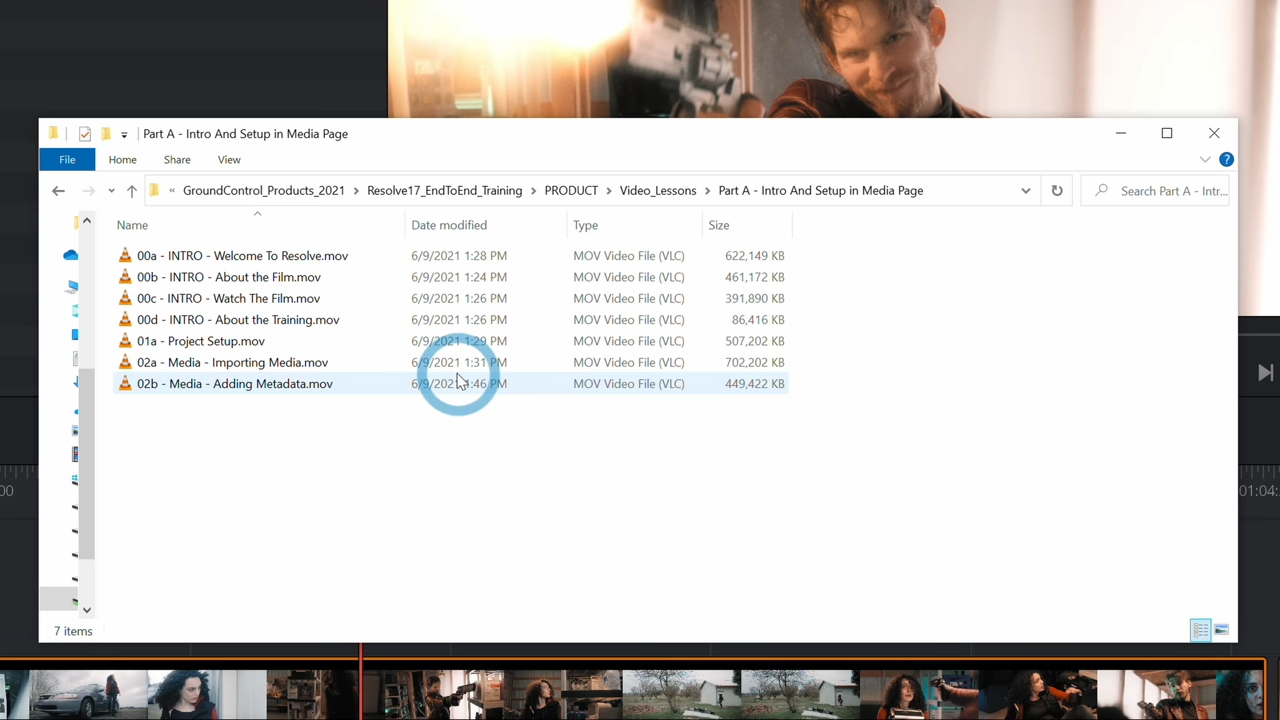 Part A - Intro And Setup in Media Page
File Home Share View
« GroundControl_Products_2021 › Resolve17_EndToEnd_Training › PRODUCT › Video_Lessons › Part A - Intro And Setup in Media Page Search Part A - Intr...
Name Date modified Type Size
00a - INTRO - Welcome To Resolve.mov 6/9/2021 1:28 PM MOV Video File (VLC) 622,149 KB
00b - INTRO - About the Film.mov 6/9/2021 1:24 PM MOV Video File (VLC) 461,172 KB
00c - INTRO - Watch The Film.mov 6/9/2021 1:26 PM MOV Video File (VLC) 391,890 KB
00d - INTRO - About the Training.mov 6/9/2021 1:26 PM MOV Video File (VLC) 86,416 KB
01a - Project Setup.mov 6/9/2021 1:29 PM MOV Video File (VLC) 507,202 KB
02a - Media - Importing Media.mov 6/9/2021 1:31 PM MOV Video File (VLC) 702,202 KB
02b - Media - Adding Metadata.mov 6/9/2021 1:46 PM MOV Video File (VLC) 449,422 KB
00 01:04:
7 items